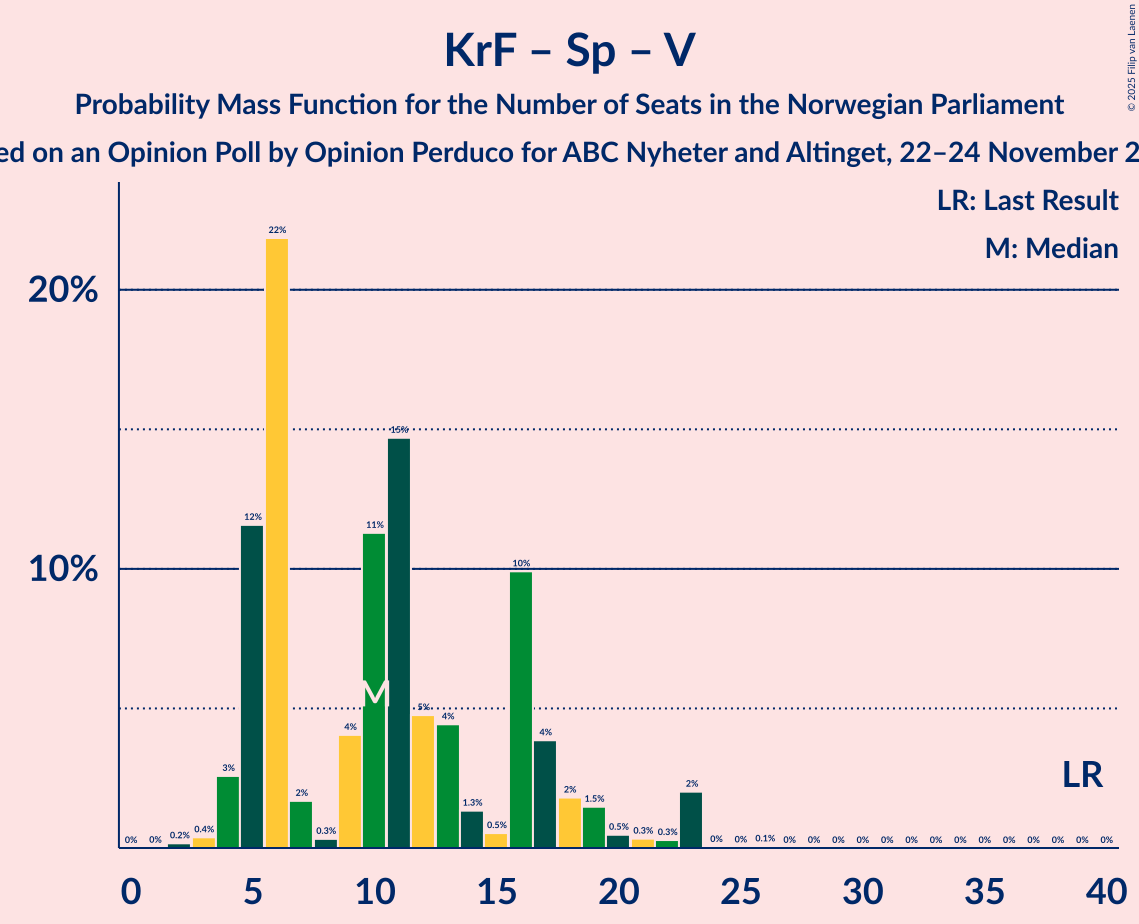 KrF – Sp – V
Probability Mass Function for the Number of Seats in the Norwegian Parliament
ed on an Opinion Poll by Opinion Perduco for ABC Nyheter and Altinget, 22–24 November 2
© 2025 Filip van Laenen
LR: Last Result
M: Median
20%
10%
0% 0% 0.2% 0.4% 3% 12% 22% 2% 0.3% 4% 11% 15% 5% 4% 1.3% 0.5% 10% 4% 2% 1.5% 0.5% 0.3% 0.3% 2% 0% 0% 0.1% 0% 0% 0% 0% 0% 0% 0% 0% 0% 0% 0% 0% 0% 0%
M
LR
0 5 10 15 20 25 30 35 40